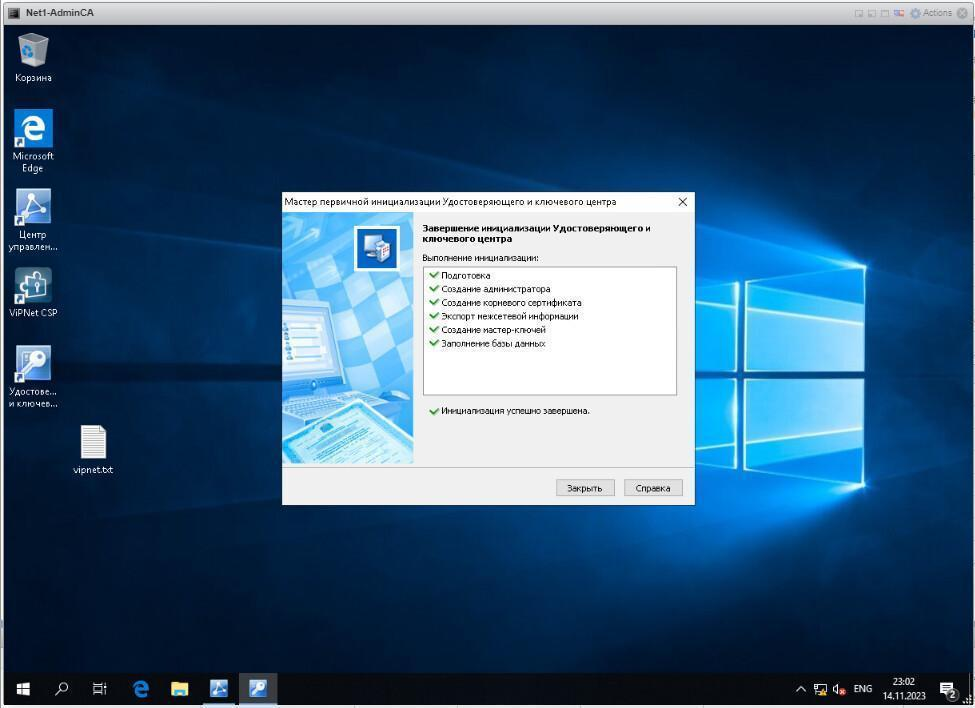 Net1-AdminCA
Actions
Корзина
Microsoft
Edge
Центр
управлен...
ViPNet CSP
Удостове...
и ключев...
vipnet.txt
Мастер первичной инициализации Удостоверяющего и ключевого центра
Завершение инициализации Удостоверяющего и
ключевого центра
Выполнение инициализации:
Подготовка
Создание администратора
Создание корневого сертификата
Экспорт межсетевой информации
Создание мастер-ключей
Заполнение базы данных
Инициализация успешно завершена.
Закрыть
Справка
ENG
23:02
14.11.2023
2